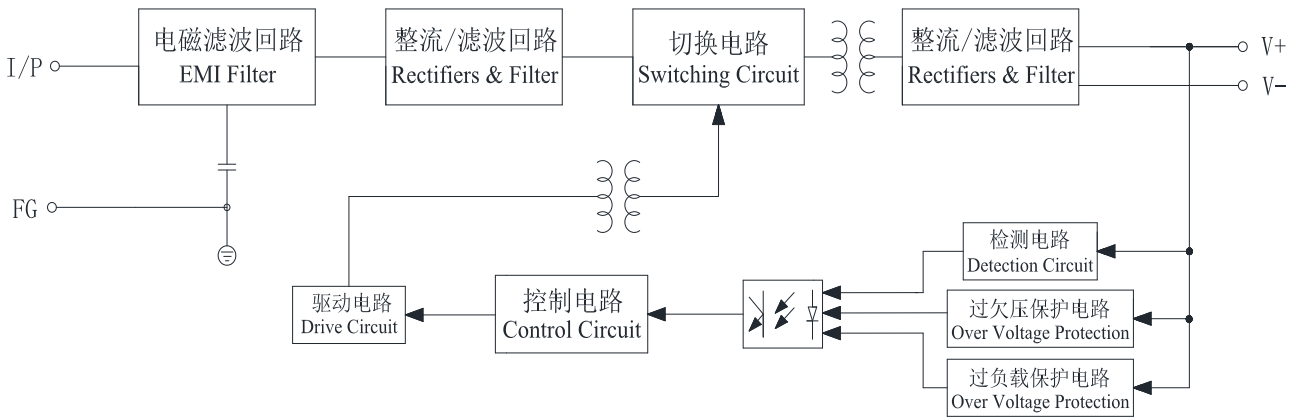 I/P
电磁滤波回路
EMI Filter
整流/滤波回路
Rectifiers & Filter
切换电路
Switching Circuit
整流/滤波回路
Rectifiers & Filter
V+
V-
FG
检测电路
Detection Circuit
驱动电路
Drive Circuit
控制电路
Control Circuit
过欠压保护电路
Over Voltage Protection
过负载保护电路
Over Voltage Protection